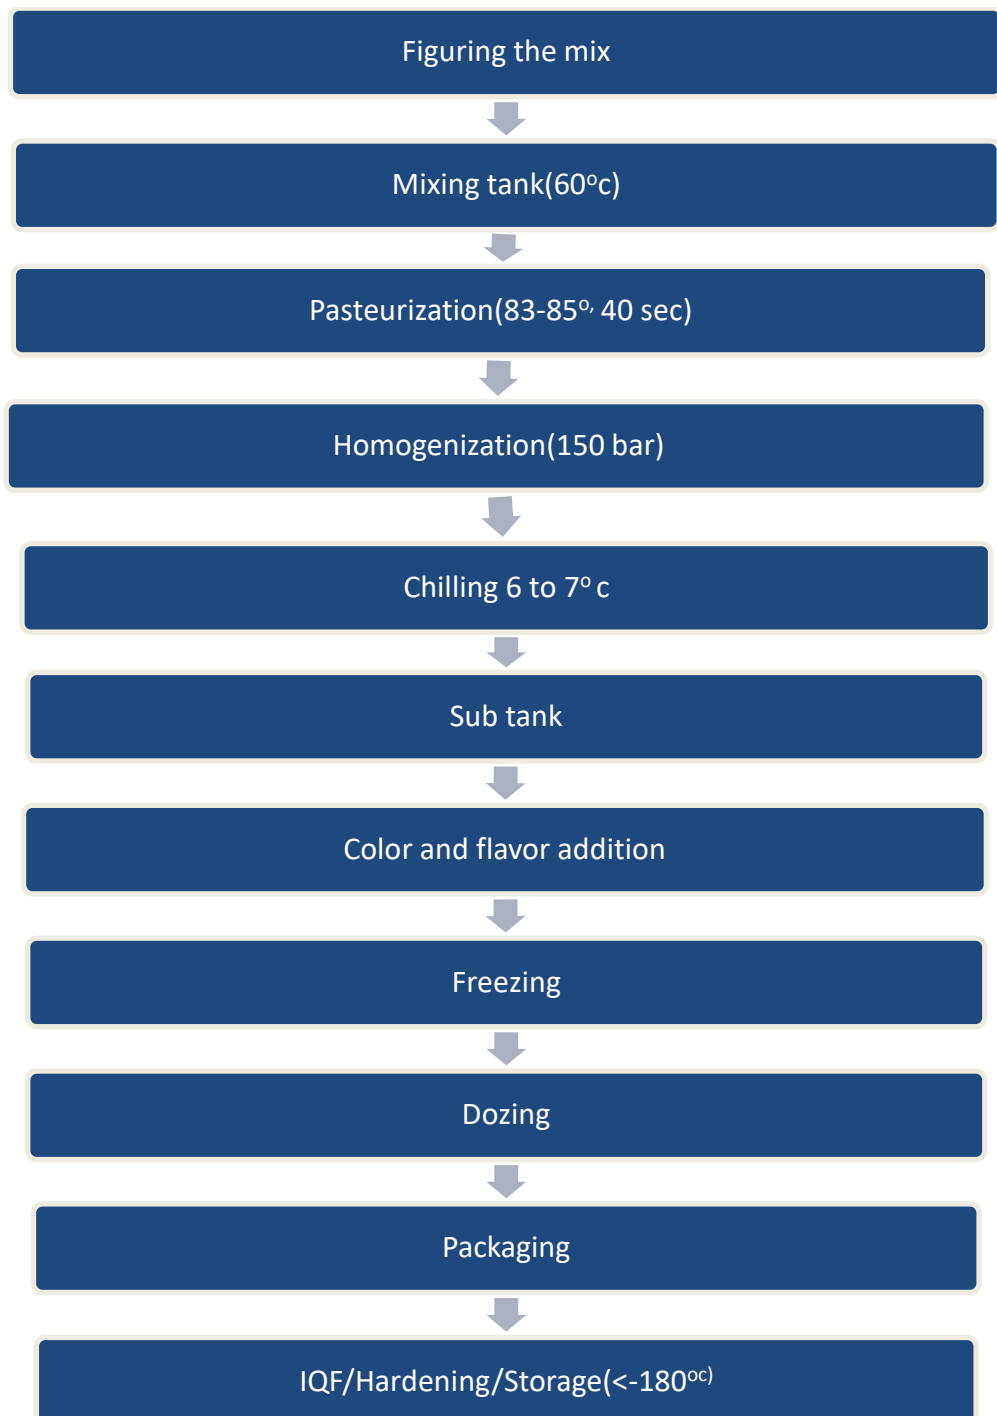 Figuring the mix
Mixing tank(60oc)
Pasteurization(83-85o, 40 sec)
Homogenization(150 bar)
Chilling 6 to 7o c
Sub tank
Color and flavor addition
Freezing
Dozing
Packaging
IQF/Hardening/Storage(<-180oc)